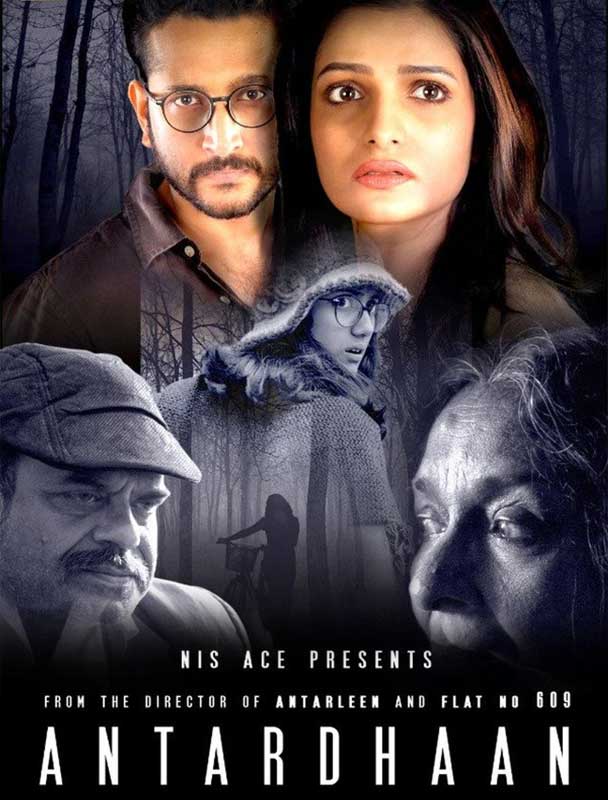 NIS ACE PRESENTS
FROM THE DIRECTOR OF ANTARLEEN AND FLAT NO 609
ANTARDHAAN